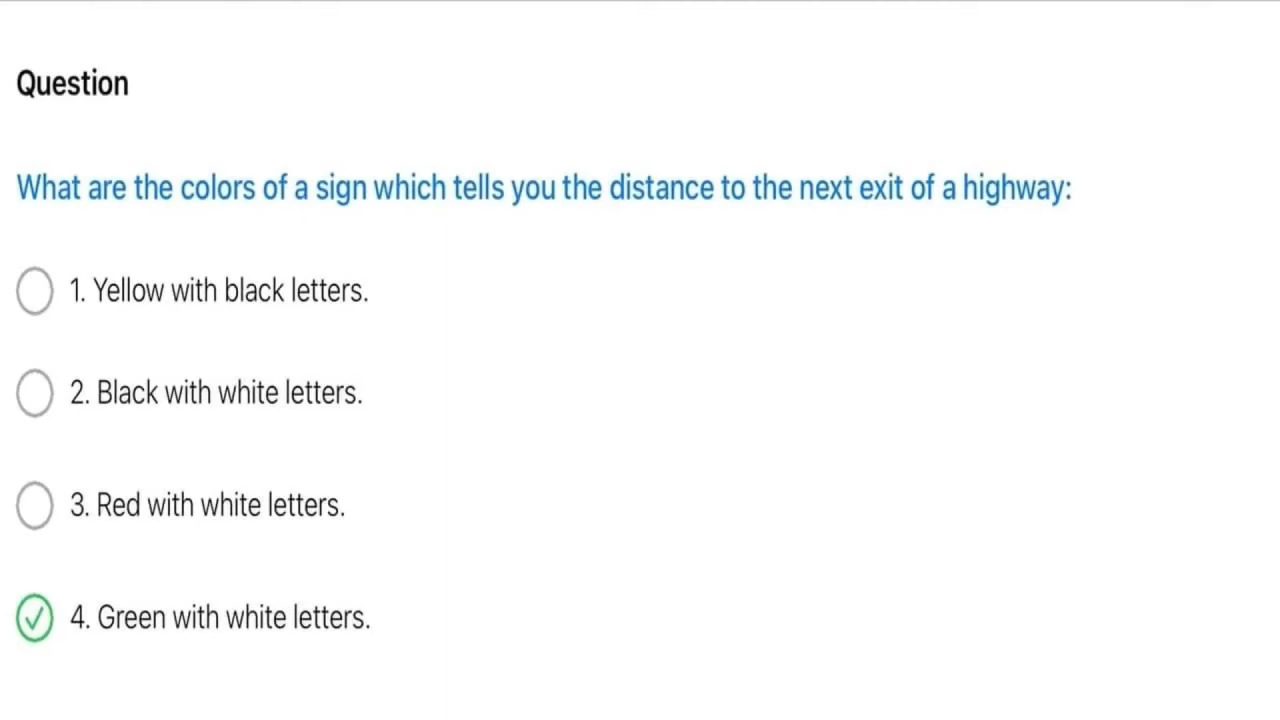 Question
What are the colors of a sign which tells you the distance to the next exit of a highway:
1. Yellow with black letters.
2. Black with white letters.
3. Red with white letters.
4. Green with white letters.